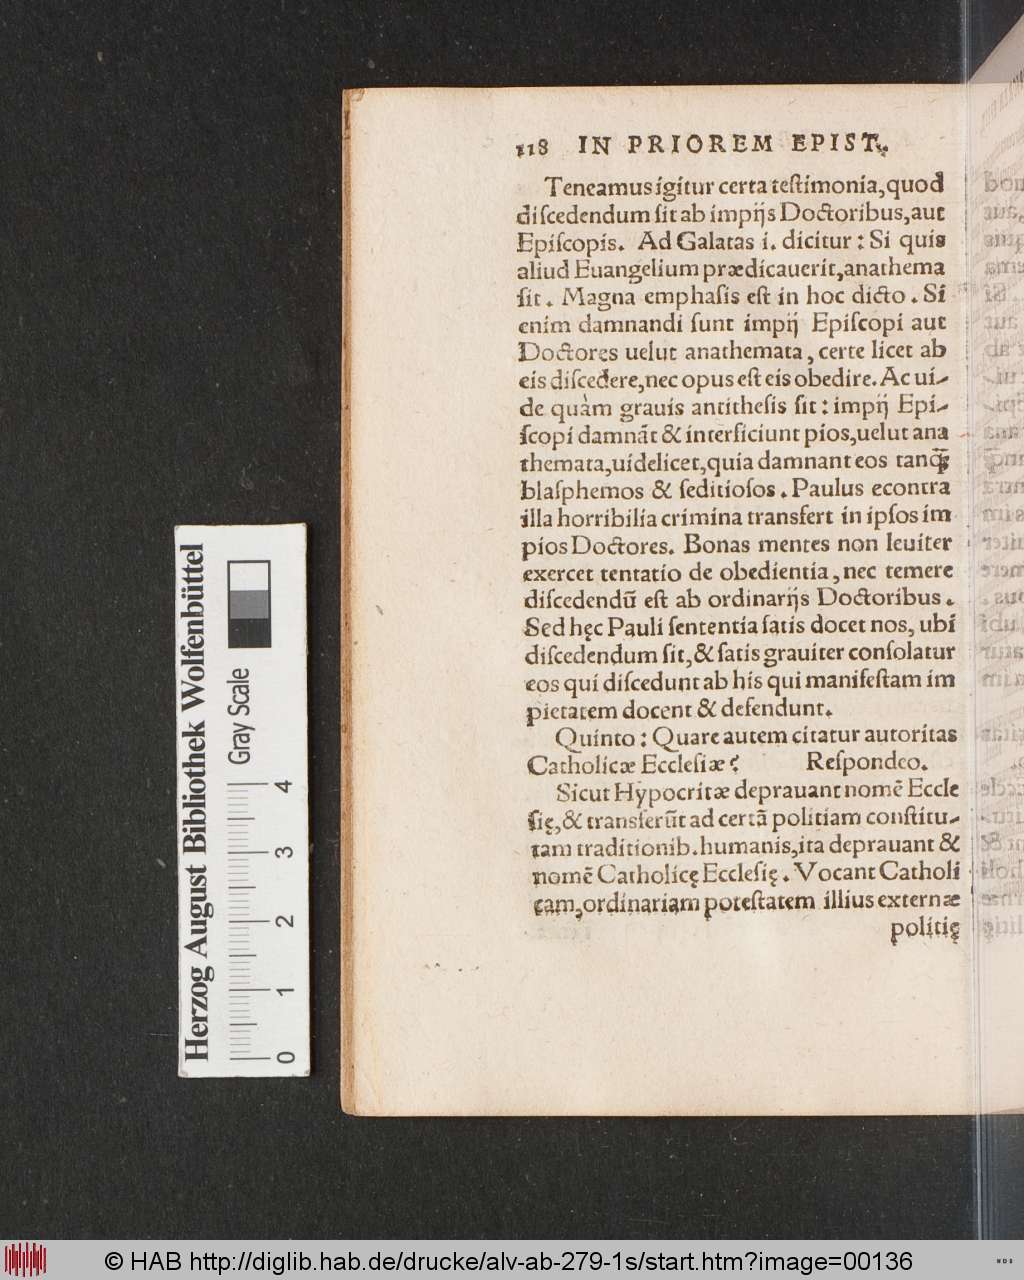 118 IN PRIOREM EPIST.
Teneamus igitur certa teſtimonia, quod
diſcedendum ſit ab impijs Doctoribus, aut
Epiſcopis. Ad Galatas i. dicitur: Si quis
aliud Euangelium prædicauerit, anathema
ſit. Magna emphaſis eſt in hoc dicto. Si
enim damnandi ſunt impij Epiſcopi aut
Doctores uelut anathemata, certe licet ab
eis diſcedere, nec opus eſt eis obedire. Ac ui-
de quàm grauis antitheſis ſit: impij Epi-
ſcopi damnãt & interficiunt pios, uelut ana
themata, uidelicet, quia damnant eos tanq̃;
blaſphemos & ſeditioſos. Paulus econtra
illa horribilia crimina transfert in ipſos im
pios Doctores. Bonas mentes non leuiter
exercet tentatio de obedientia, nec temere
diſcedendũ eſt ab ordinarijs Doctoribus.
Sed hęc Pauli ſententia ſatis docet nos, ubi
diſcedendum ſit, & ſatis grauiter conſolatur
eos qui diſcedunt ab his qui manifeſtam im
pietatem docent & defendunt.
Quinto: Quare autem citatur autoritas
Catholicæ Eccleſiæ? Reſpondeo.
Sicut Hypocritæ deprauant nomẽ Eccle
ſię, & transferũt ad certã politiam conſtitu-
tam traditionib. humanis, ita deprauant &
nomẽ Catholicę Eccleſię. Vocant Catholi
cam, ordinariam poteſtatem illius externæ
politię
Herzog August Bibliothek Wolfenbüttel
Gray Scale
0 1 2 3 4
© HAB http://diglib.hab.de/drucke/alv-ab-279-1s/start.htm?image=00136